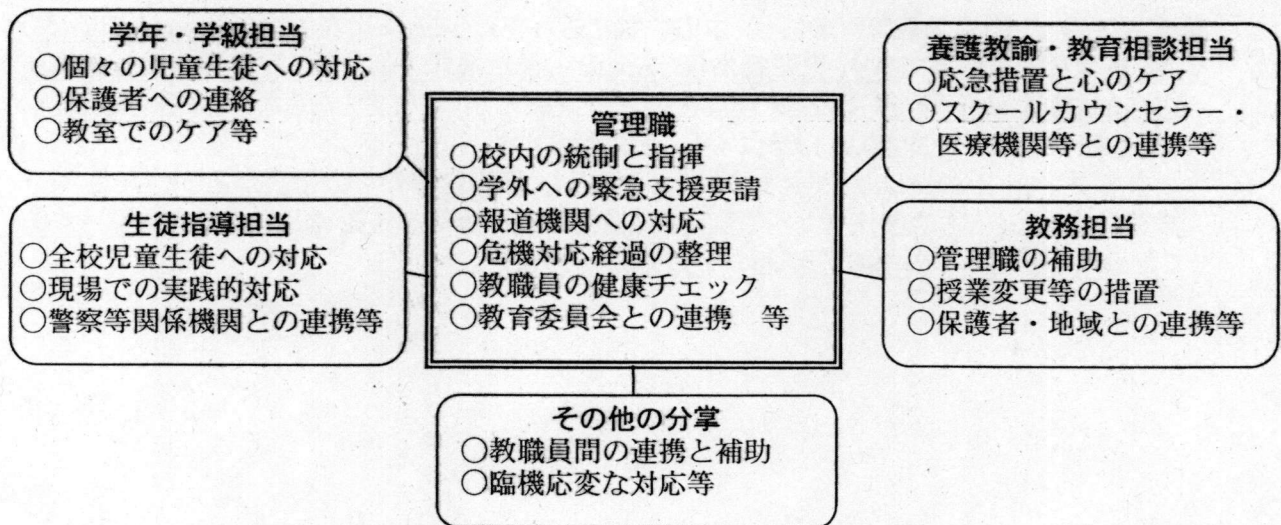 学年・学級担当
○個々の児童生徒への対応
○保護者への連絡
○教室でのケア等
養護教諭・教育相談担当
○応急措置と心のケア
○スクールカウンセラー・
医療機関等との連携等
管理職
○校内の統制と指揮
○学外への緊急支援要請
○報道機関への対応
○危機対応経過の整理
○教職員の健康チェック
○教育委員会との連携 等
生徒指導担当
○全校児童生徒への対応
○現場での実践的対応
○警察等関係機関との連携等
教務担当
○管理職の補助
○授業変更等の措置
○保護者・地域との連携等
その他の分掌
○教職員間の連携と補助
○臨機応変な対応等